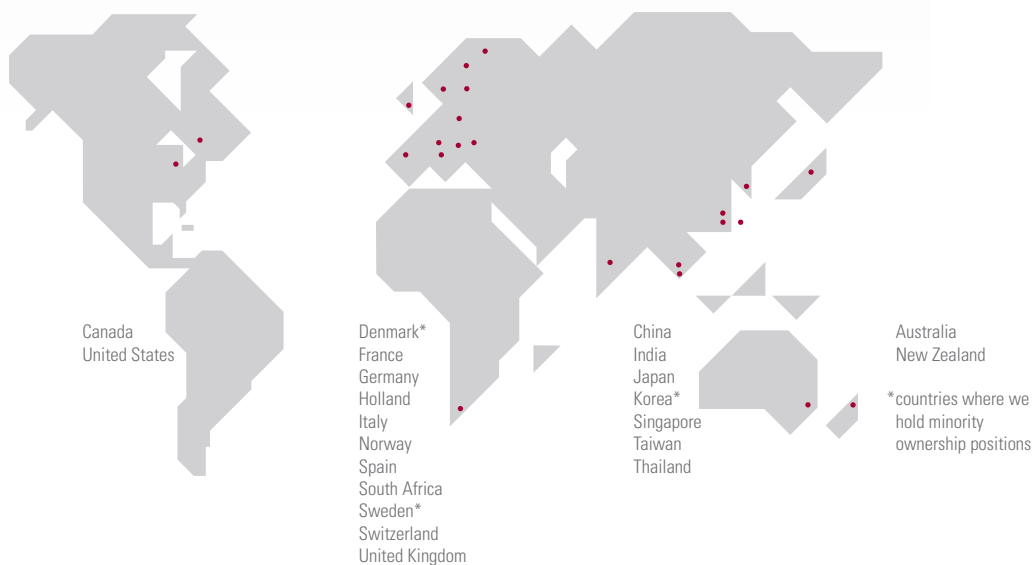 Canada
United States
Denmark*
France
Germany
Holland
Italy
Norway
Spain
South Africa
Sweden*
Switzerland
United Kingdom
China
India
Japan
Korea*
Singapore
Taiwan
Thailand
Australia
New Zealand
*countries where we
hold minority
ownership positions